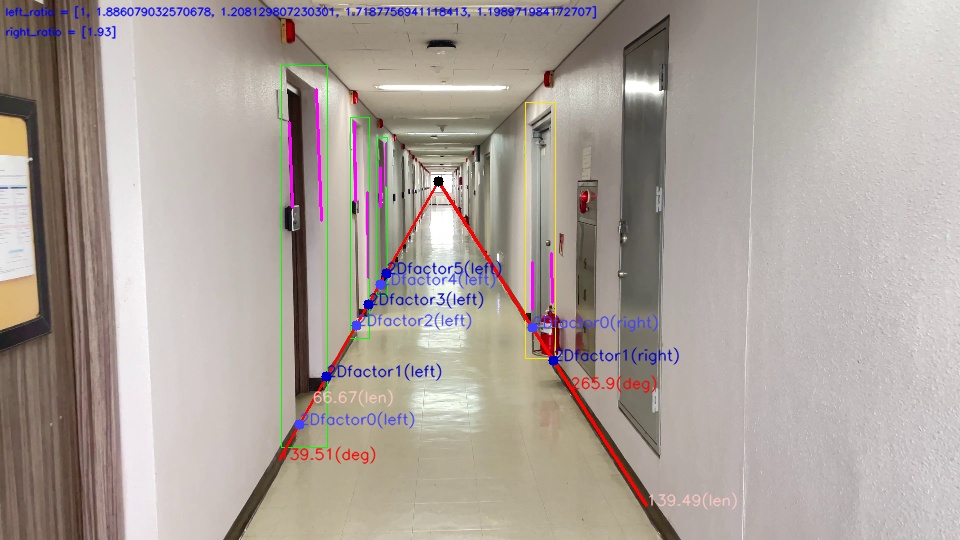 left_ratio = [1, 1.886079032570678, 1.208129807230301, 1.7187756941118413, 1.198971984172707]
right_ratio = [1.93]
2Dfactor5(left)
2Dfactor4(left)
2Dfactor3(left)
2Dfactor2(left)
2Dfactor0(right)
2Dfactor1(right)
2Dfactor1(left)
265.9(deg)
66.67(len)
2Dfactor0(left)
39.51(deg)
139.49(len)